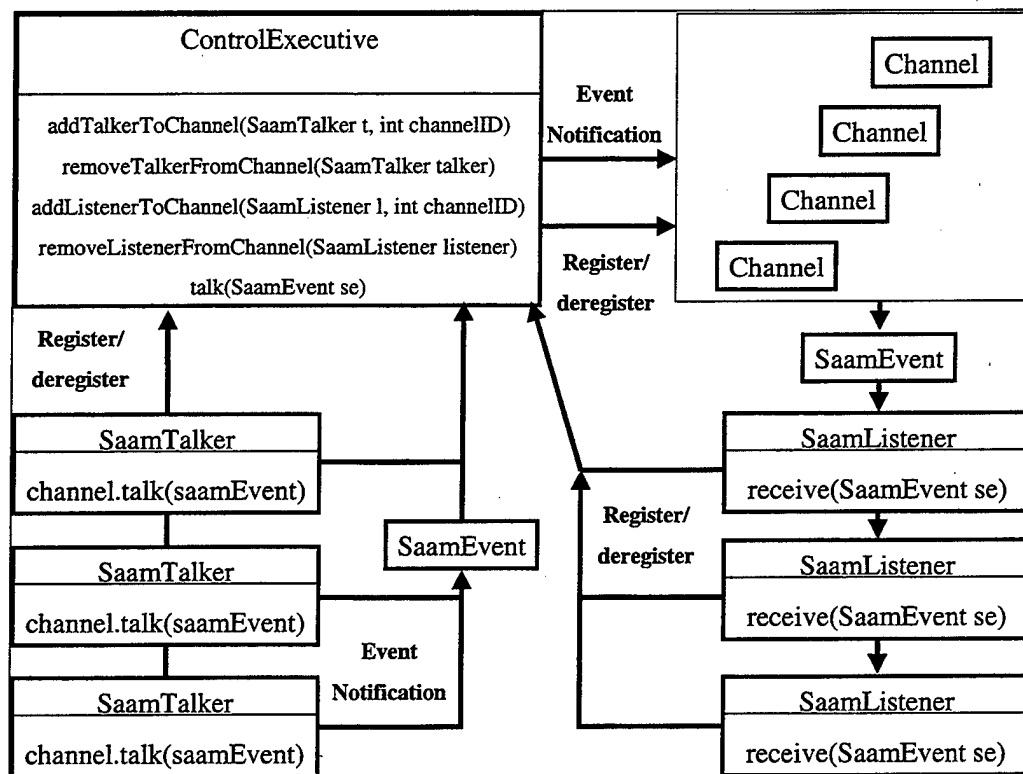 ControlExecutive
addTalkerToChannel(SaamTalker t, int channelID)
removeTalkerFromChannel(SaamTalker talker)
addListenerToChannel(SaamListener l, int channelID)
removeListenerFromChannel(SaamListener listener)
talk(SaamEvent se)
Event
Notification
Register/
deregister
Channel
Channel
Channel
Channel
Register/
deregister
SaamEvent
SaamTalker
channel.talk(saamEvent)
SaamTalker
channel.talk(saamEvent)
SaamTalker
channel.talk(saamEvent)
SaamEvent
Event
Notification
Register/
deregister
SaamListener
receive(SaamEvent se)
SaamListener
receive(SaamEvent se)
SaamListener
receive(SaamEvent se)